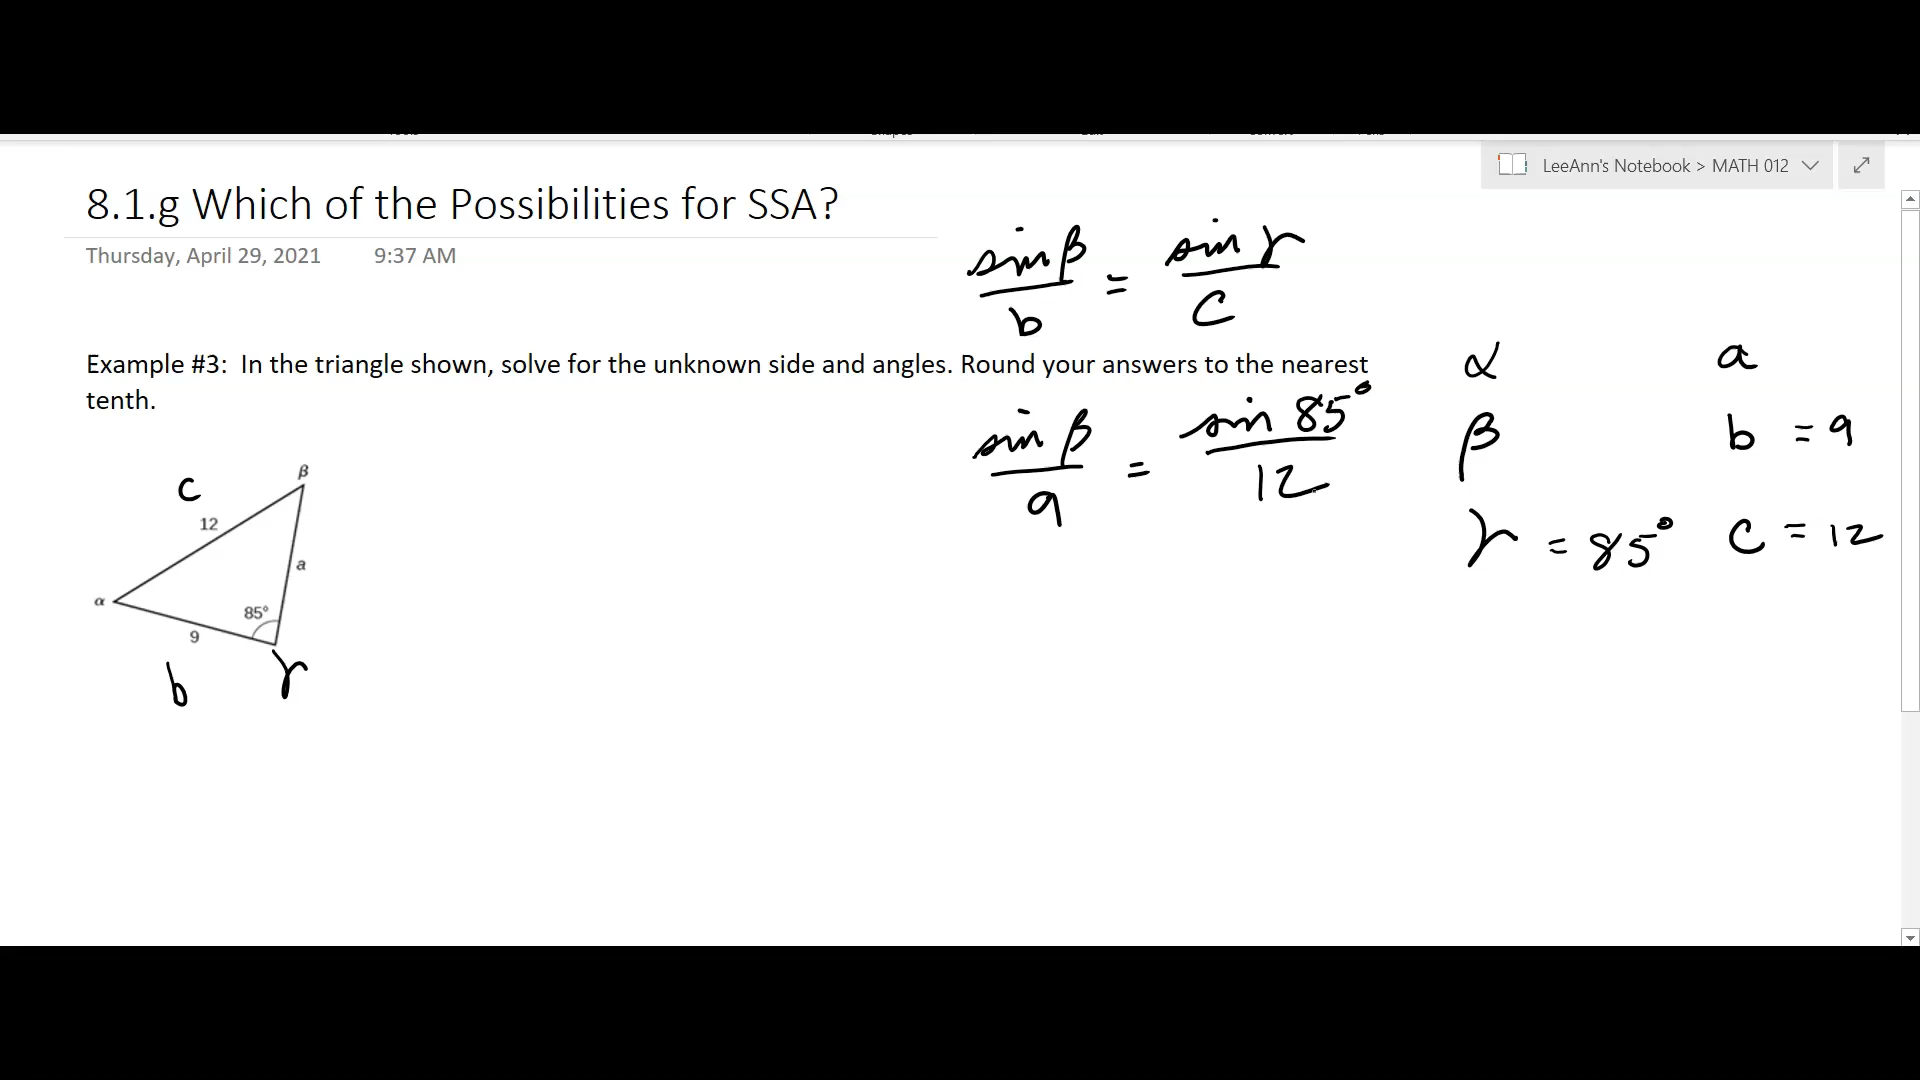 LeeAnn's Notebook > MATH 012
8.1.g Which of the Possibilities for SSA?
Thursday, April 29, 2021 9:37 AM
sin β / b = sin γ / c
Example #3: In the triangle shown, solve for the unknown side and angles. Round your answers to the nearest
tenth.
sin β / 9 = sin 85° / 12
α a
β b = 9
γ = 85° c = 12
c
β
12
a
α
85°
9
b
γ